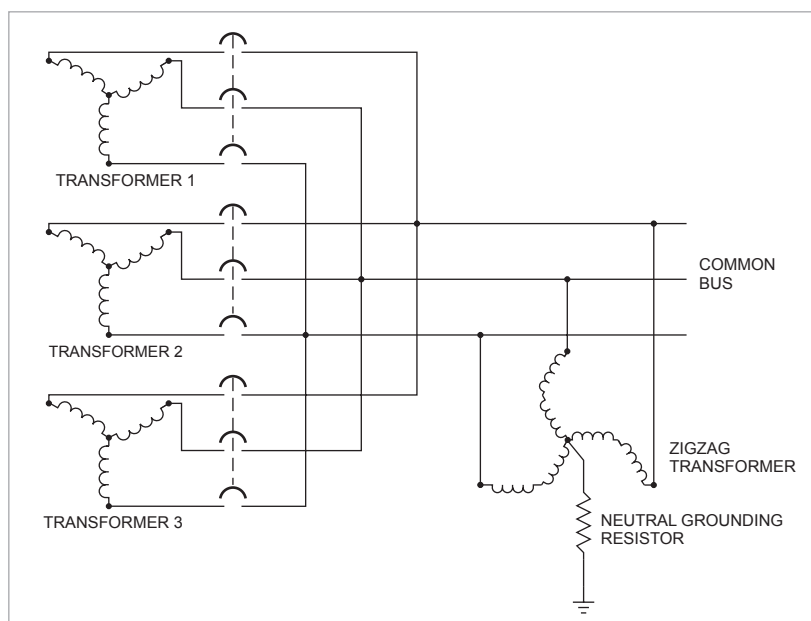 TRANSFORMER 1
COMMON
BUS
TRANSFORMER 2
ZIGZAG
TRANSFORMER
TRANSFORMER 3
NEUTRAL GROUNDING
RESISTOR